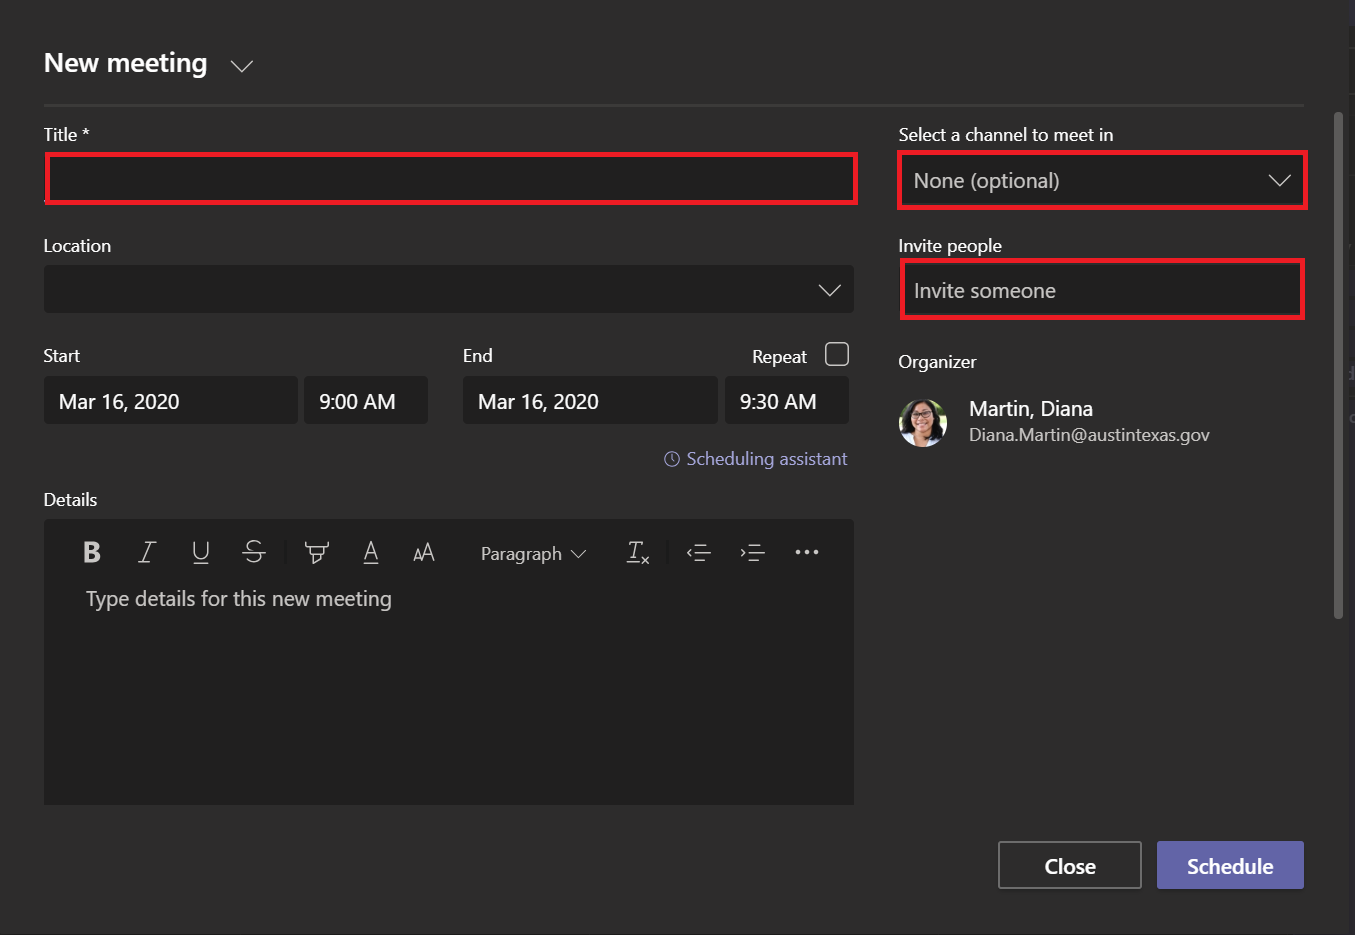 New meeting
Title *
Select a channel to meet in
None (optional)
Location
Invite people
Invite someone
Start
End
Repeat
Mar 16, 2020
9:00 AM
Mar 16, 2020
9:30 AM
Organizer
Martin, Diana
Diana.Martin@austintexas.gov
Scheduling assistant
Details
B I U S A AA Paragraph Tx
Type details for this new meeting
Close
Schedule